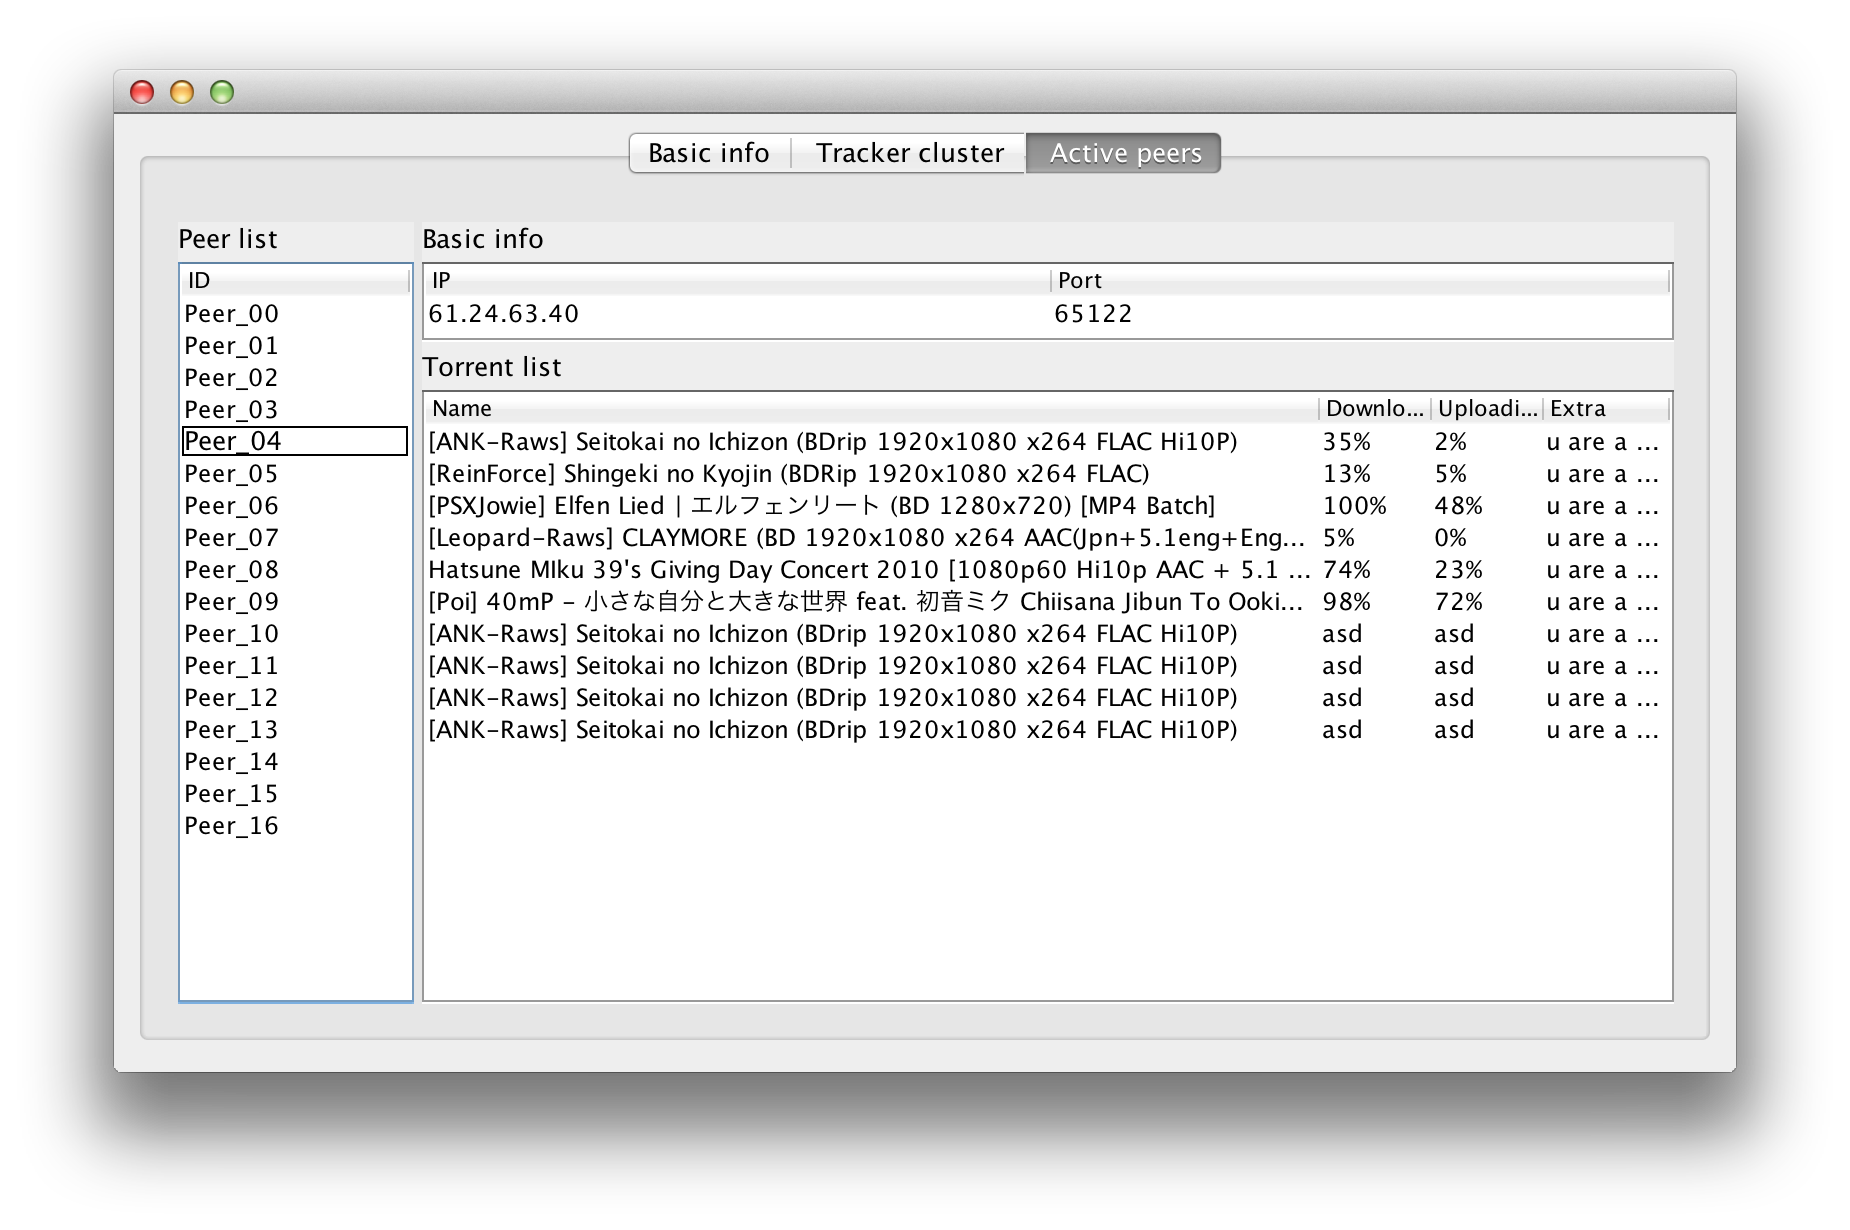 Basic info Tracker cluster Active peers
Peer list
ID
Peer_00
Peer_01
Peer_02
Peer_03
Peer_04
Peer_05
Peer_06
Peer_07
Peer_08
Peer_09
Peer_10
Peer_11
Peer_12
Peer_13
Peer_14
Peer_15
Peer_16
Basic info
IP Port
61.24.63.40 65122
Torrent list
Name Downlo... Uploadi... Extra
[ANK-Raws] Seitokai no Ichizon (BDrip 1920x1080 x264 FLAC Hi10P) 35% 2% u are a ...
[ReinForce] Shingeki no Kyojin (BDRip 1920x1080 x264 FLAC) 13% 5% u are a ...
[PSXJowie] Elfen Lied | エルフェンリート (BD 1280x720) [MP4 Batch] 100% 48% u are a ...
[Leopard-Raws] CLAYMORE (BD 1920x1080 x264 AAC(Jpn+5.1eng+Eng... 5% 0% u are a ...
Hatsune MIku 39's Giving Day Concert 2010 [1080p60 Hi10p AAC + 5.1 ... 74% 23% u are a ...
[Poi] 40mP - 小さな自分と大きな世界 feat. 初音ミク Chiisana Jibun To Ooki... 98% 72% u are a ...
[ANK-Raws] Seitokai no Ichizon (BDrip 1920x1080 x264 FLAC Hi10P) asd asd u are a ...
[ANK-Raws] Seitokai no Ichizon (BDrip 1920x1080 x264 FLAC Hi10P) asd asd u are a ...
[ANK-Raws] Seitokai no Ichizon (BDrip 1920x1080 x264 FLAC Hi10P) asd asd u are a ...
[ANK-Raws] Seitokai no Ichizon (BDrip 1920x1080 x264 FLAC Hi10P) asd asd u are a ...